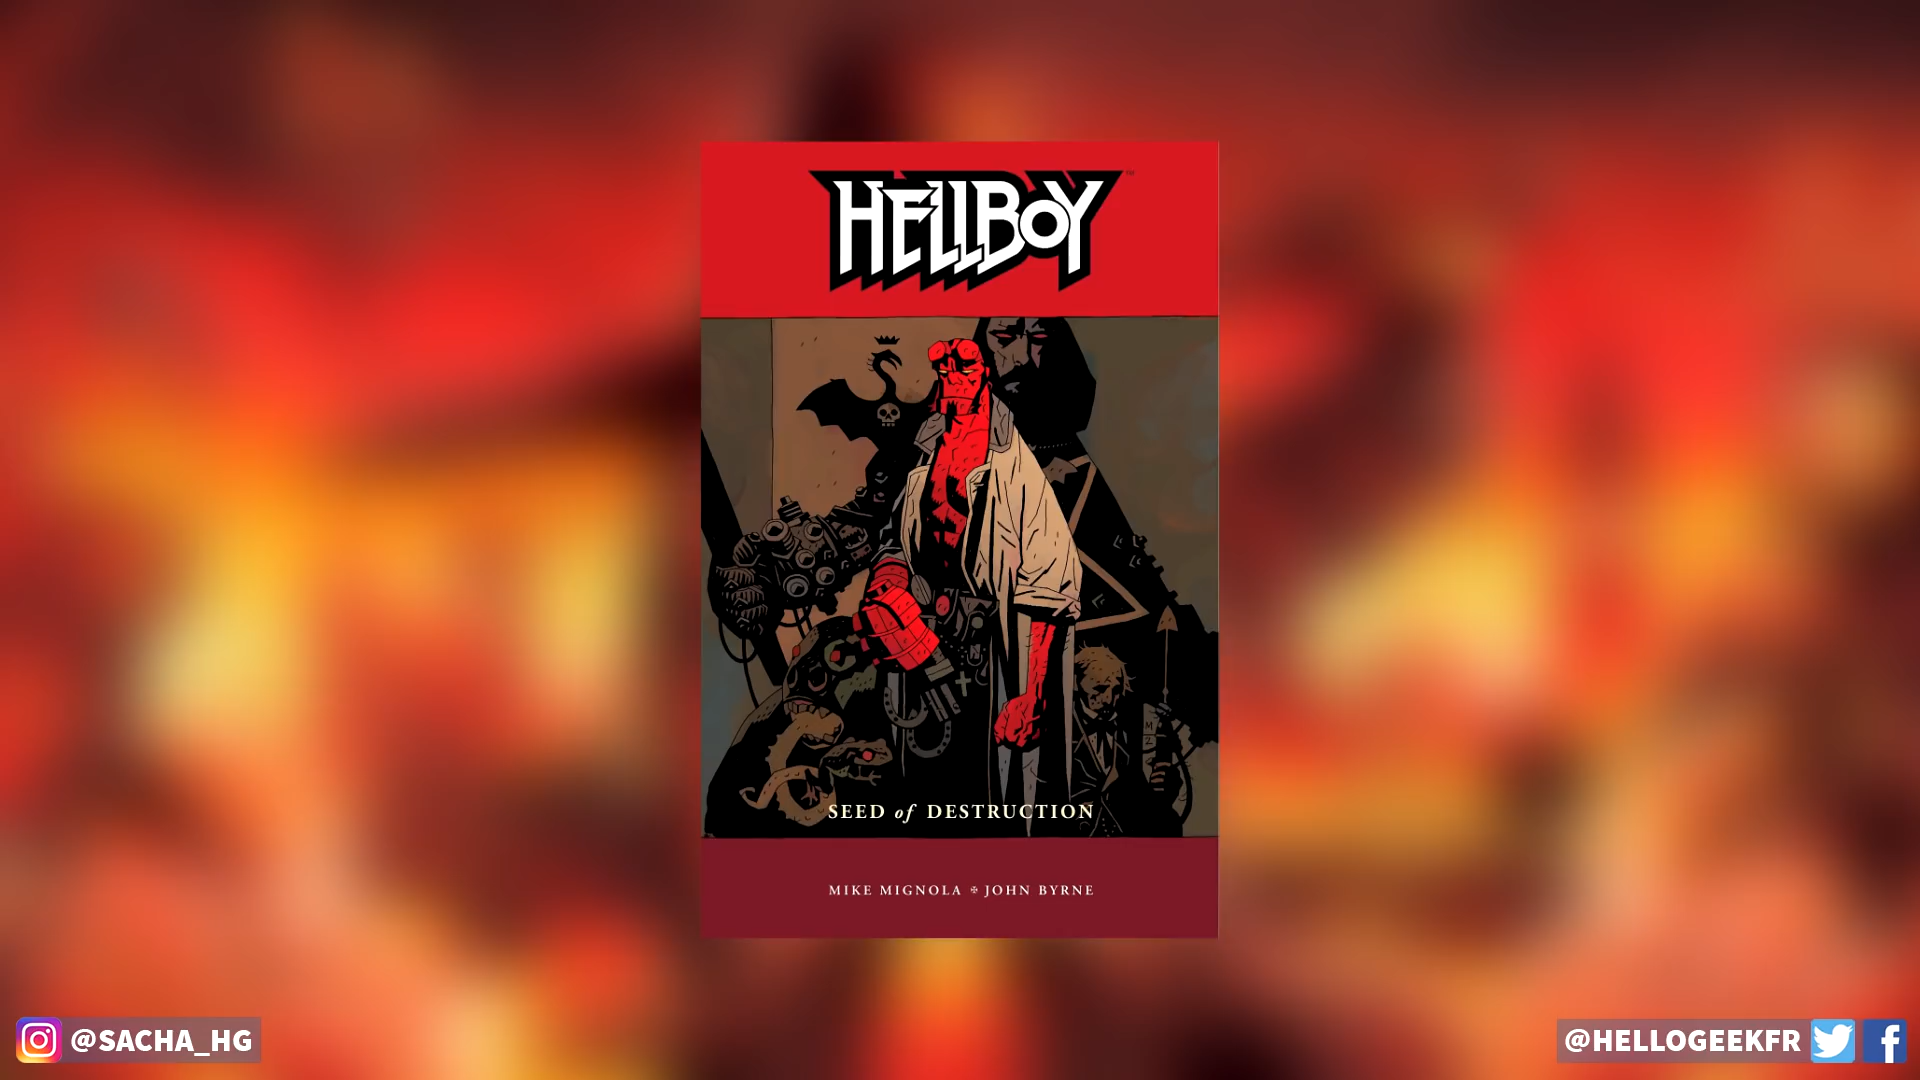 HELLBOY
SEED of DESTRUCTION
MIKE MIGNOLA ✠ JOHN BYRNE
@SACHA_HG
@HELLOGEEKFR